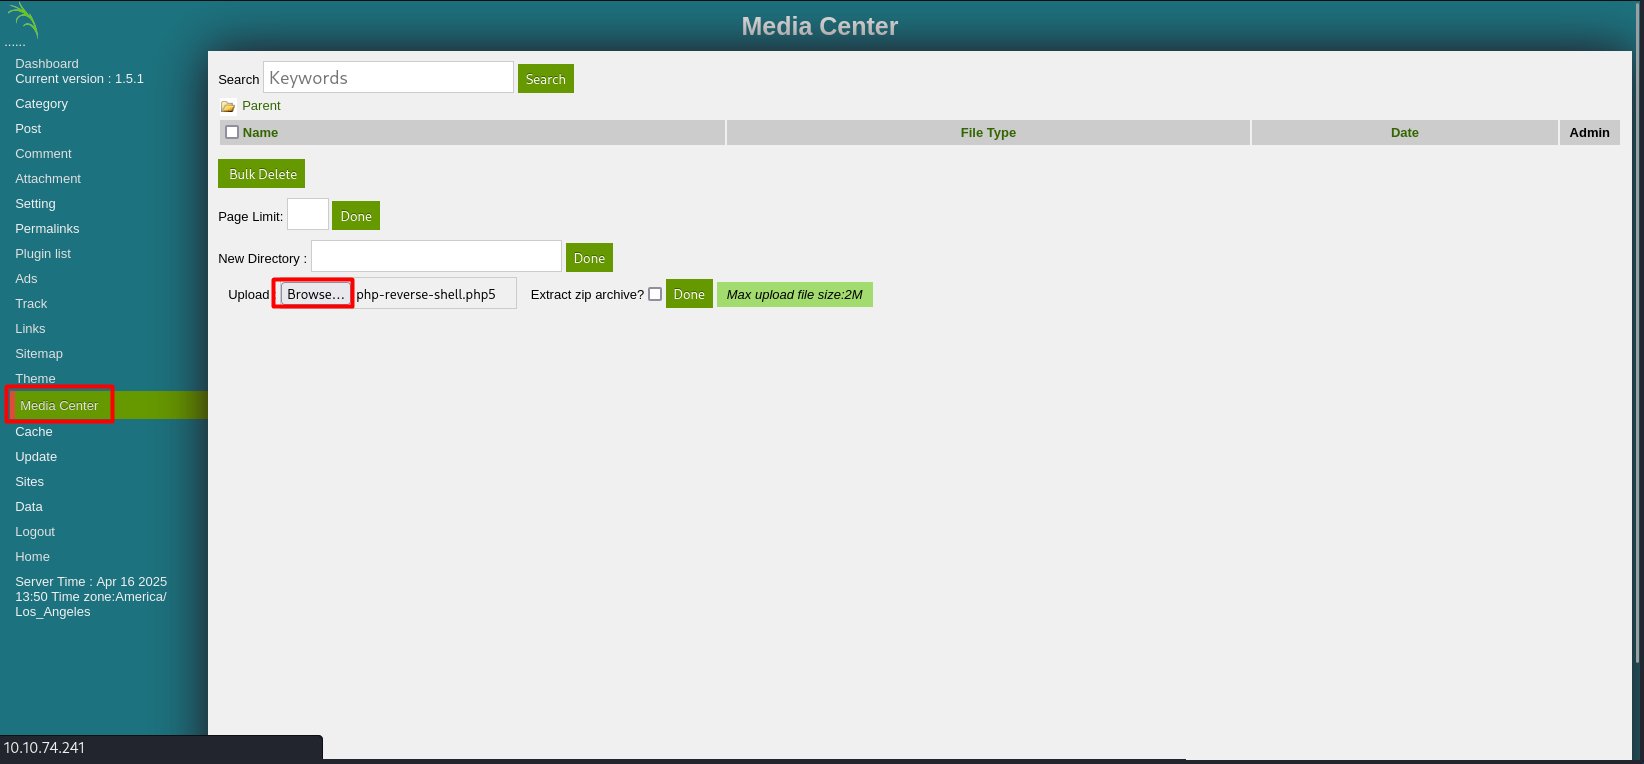 Media Center
......
Dashboard
Current version : 1.5.1
Category
Post
Comment
Attachment
Setting
Permalinks
Plugin list
Ads
Track
Links
Sitemap
Theme
Media Center
Cache
Update
Sites
Data
Logout
Home
Server Time : Apr 16 2025
13:50 Time zone:America/
Los_Angeles
Search Keywords Search
Parent
Name File Type Date Admin
Bulk Delete
Page Limit: Done
New Directory : Done
Upload : Browse... php-reverse-shell.php5 Extract zip archive? Done Max upload file size:2M
10.10.74.241